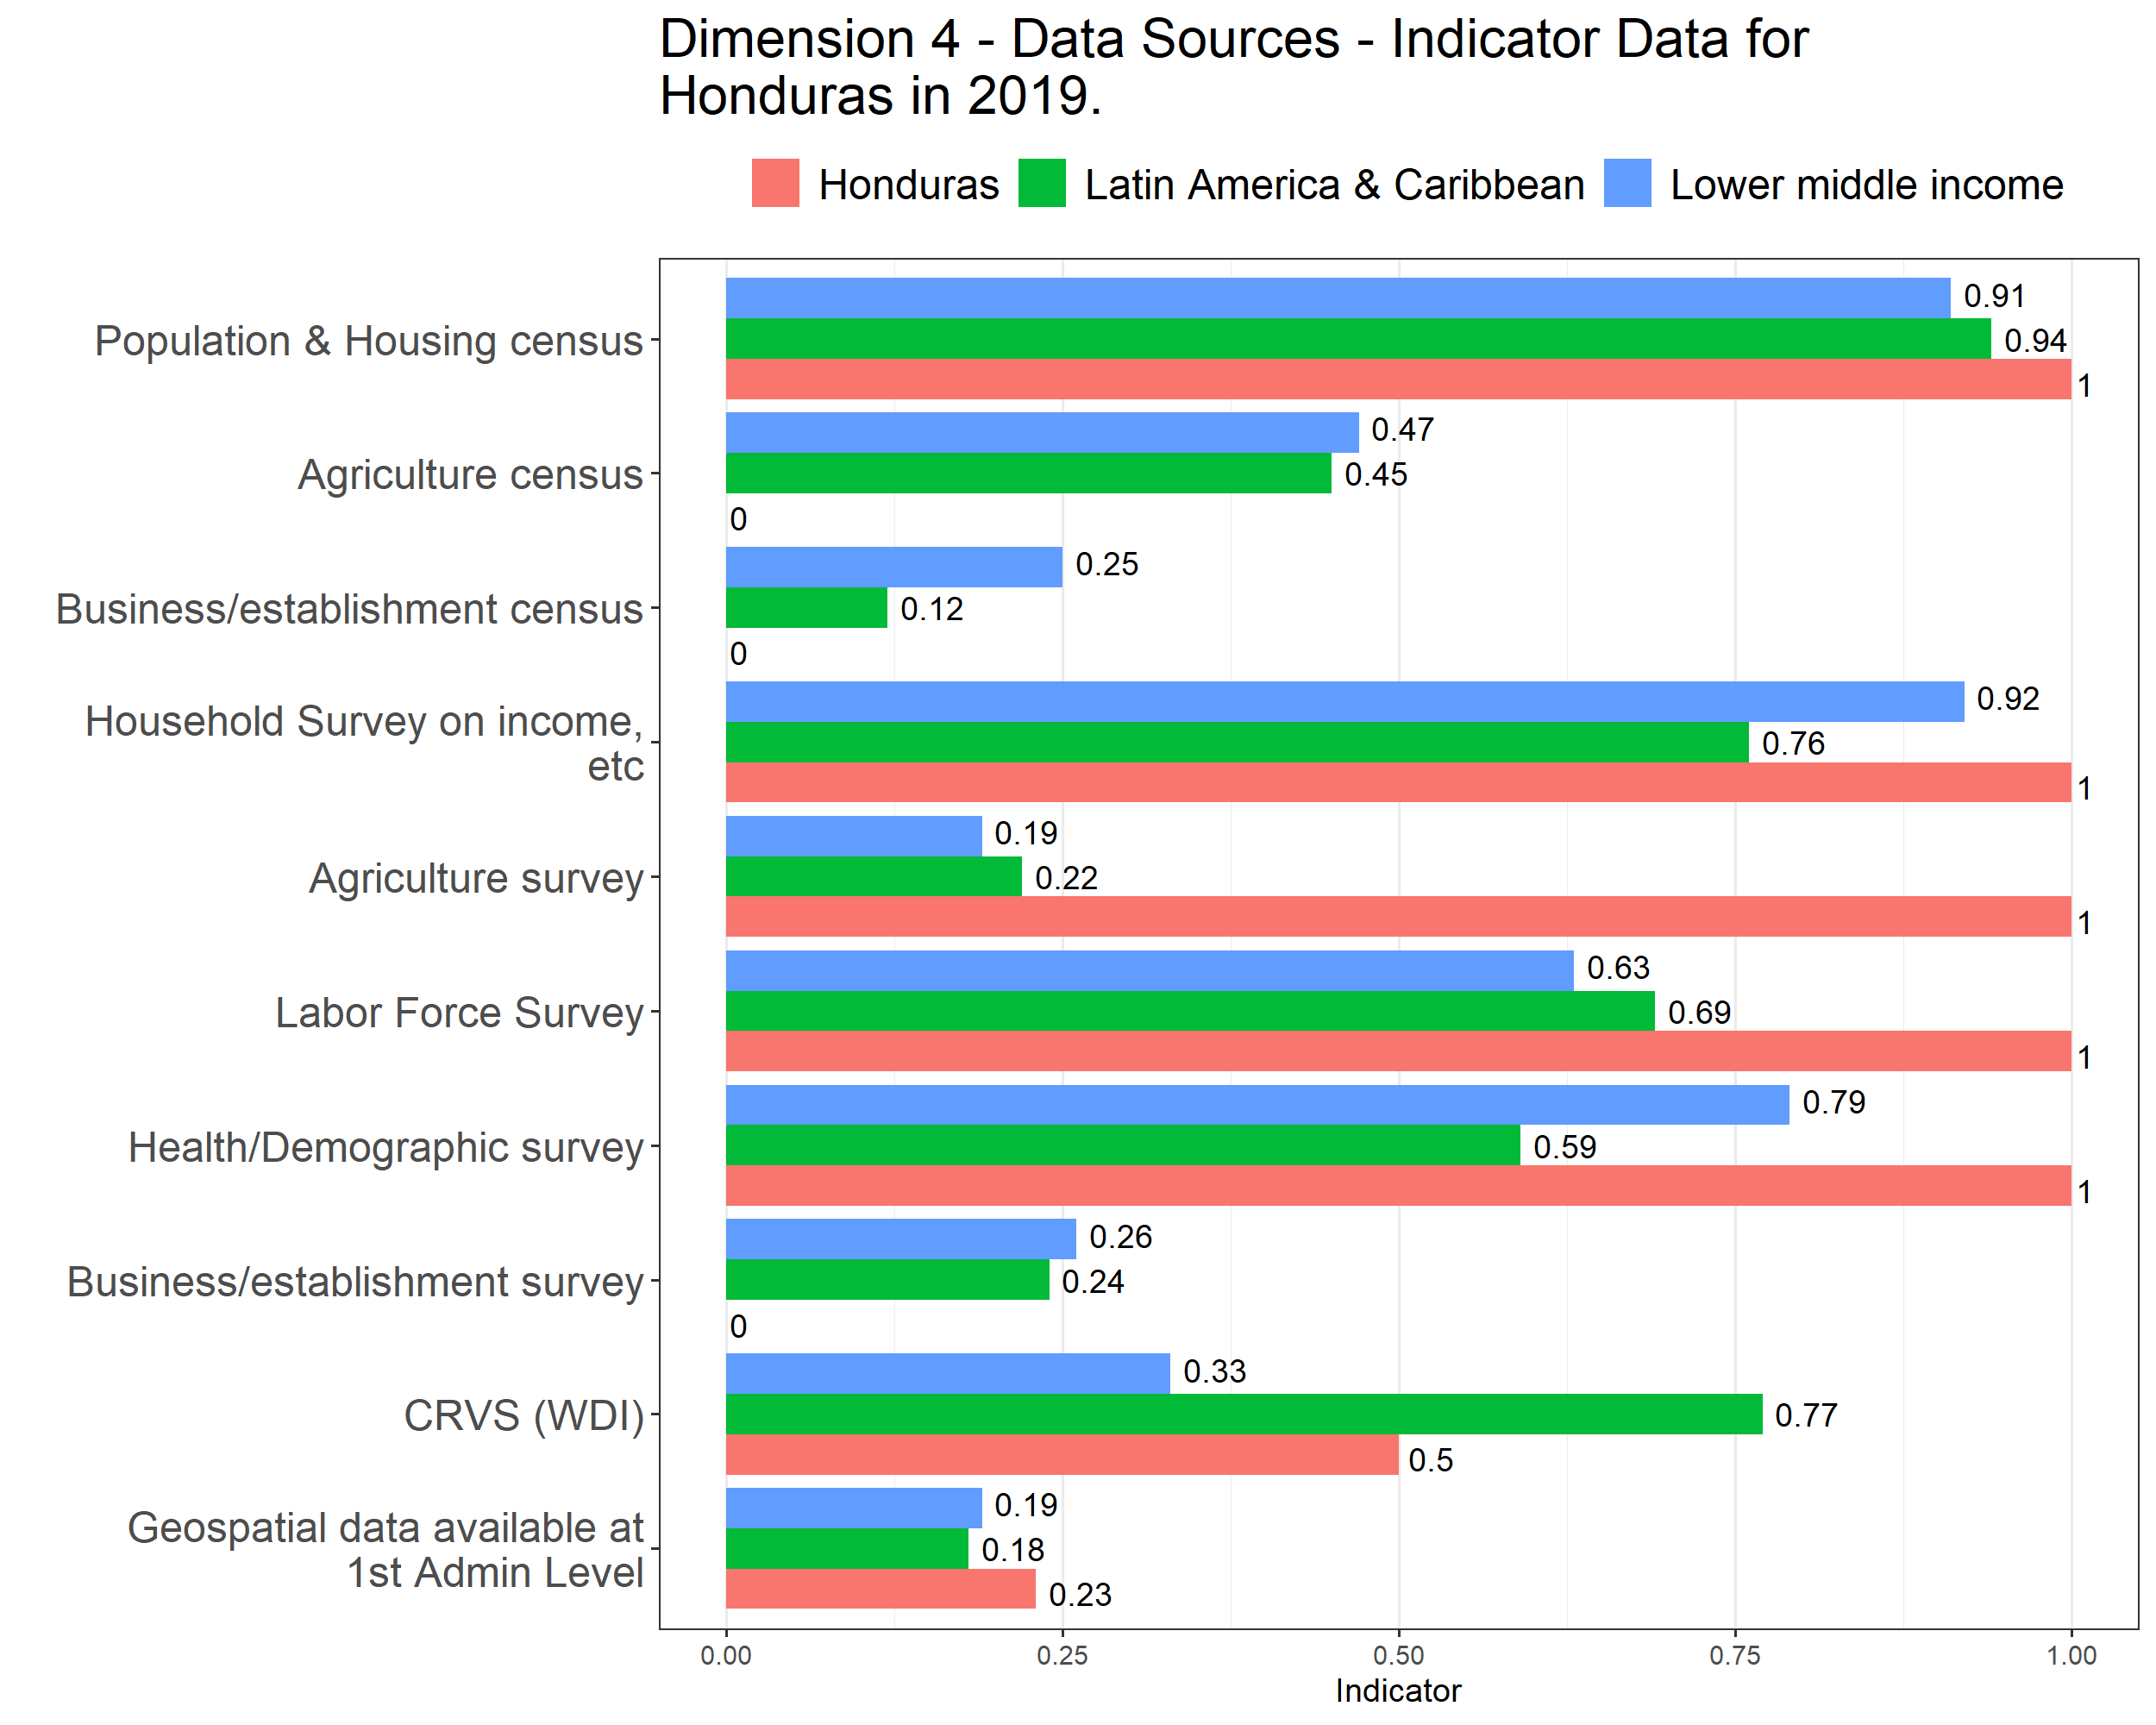 Dimension 4 - Data Sources - Indicator Data for
Honduras in 2019.
Honduras Latin America & Caribbean Lower middle income
Population & Housing census
0.91
0.94
1
Agriculture census
0.47
0.45
0
Business/establishment census
0.25
0.12
0
Household Survey on income,
etc
0.92
0.76
1
Agriculture survey
0.19
0.22
1
Labor Force Survey
0.63
0.69
1
Health/Demographic survey
0.79
0.59
1
Business/establishment survey
0.26
0.24
0
CRVS (WDI)
0.33
0.77
0.5
Geospatial data available at
1st Admin Level
0.19
0.18
0.23
0.00 0.25 0.50 0.75 1.00
Indicator